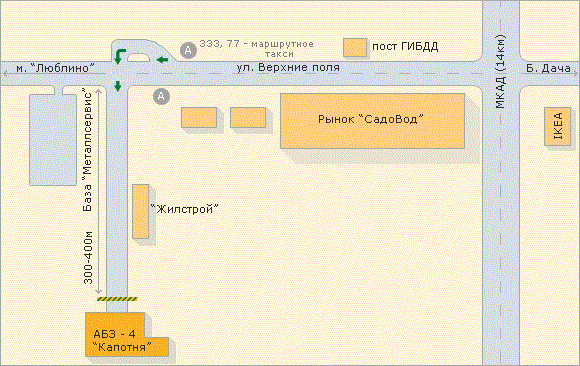 А 333, 77 - маршрутное
такси
пост ГИБДД
м. "Люблино"
ул. Верхние поля
Б. Дача
МКАД (14км)
А
База "Металлсервис"
Рынок "СадоВод"
IKEA
"Жилстрой"
300-400м
АБЗ - 4
"Капотня"